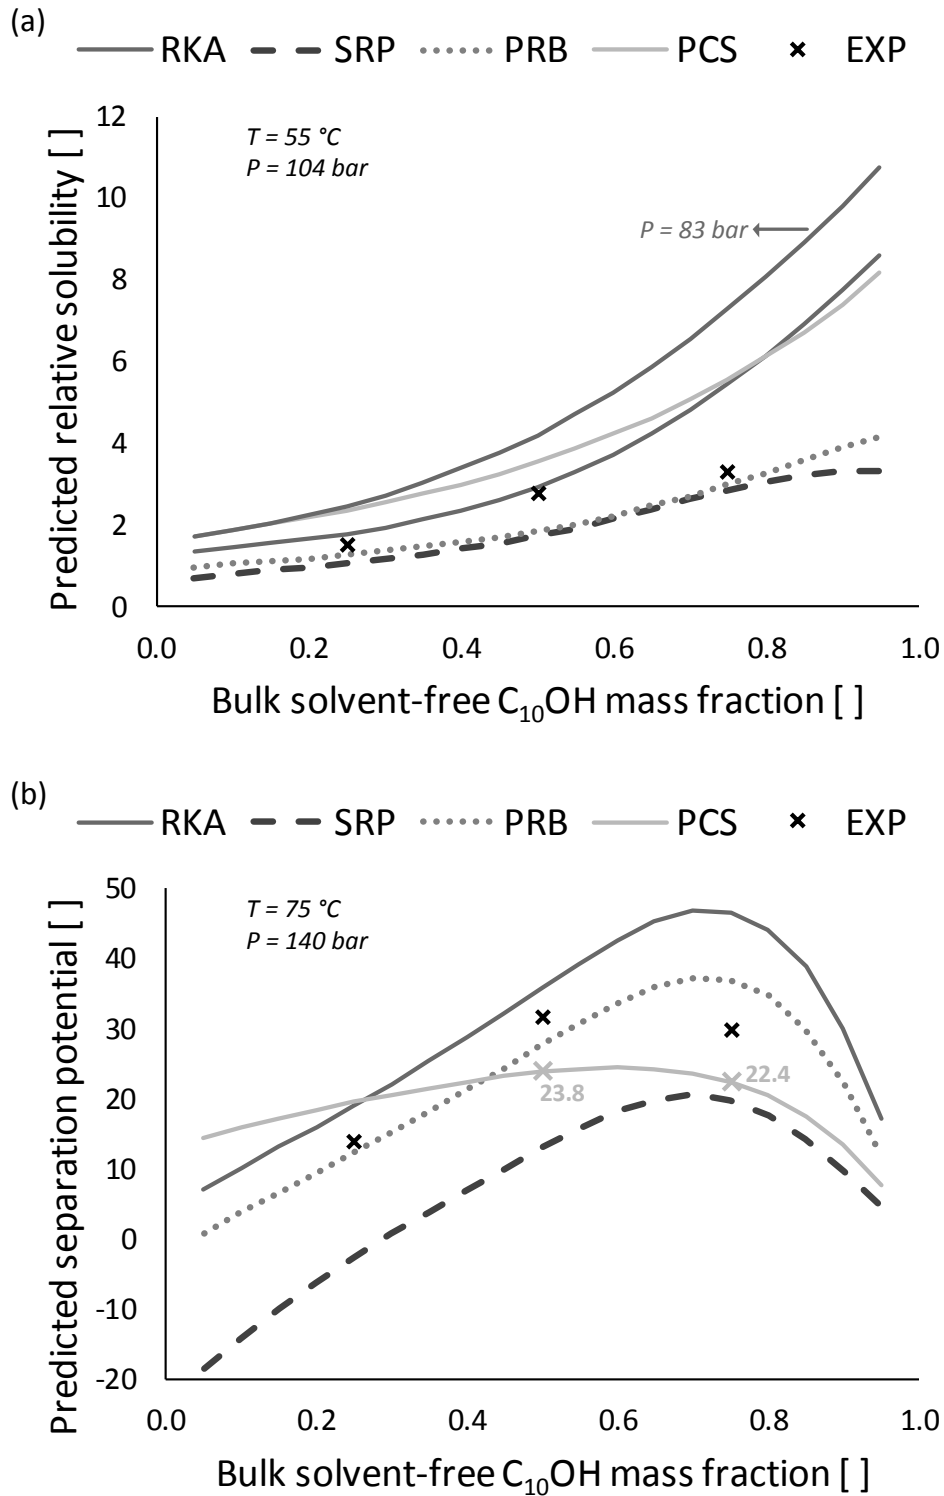 (a)
RKA SRP PRB PCS EXP
T = 55 °C
P = 104 bar
P = 83 bar
Predicted relative solubility [ ]
12
10
8
6
4
2
0
0.0 0.2 0.4 0.6 0.8 1.0
Bulk solvent-free C₁₀OH mass fraction [ ]
(b)
RKA SRP PRB PCS EXP
T = 75 °C
P = 140 bar
Predicted separation potential [ ]
50
40
30
20
10
0
-10
-20
23.8
22.4
0.0 0.2 0.4 0.6 0.8 1.0
Bulk solvent-free C₁₀OH mass fraction [ ]